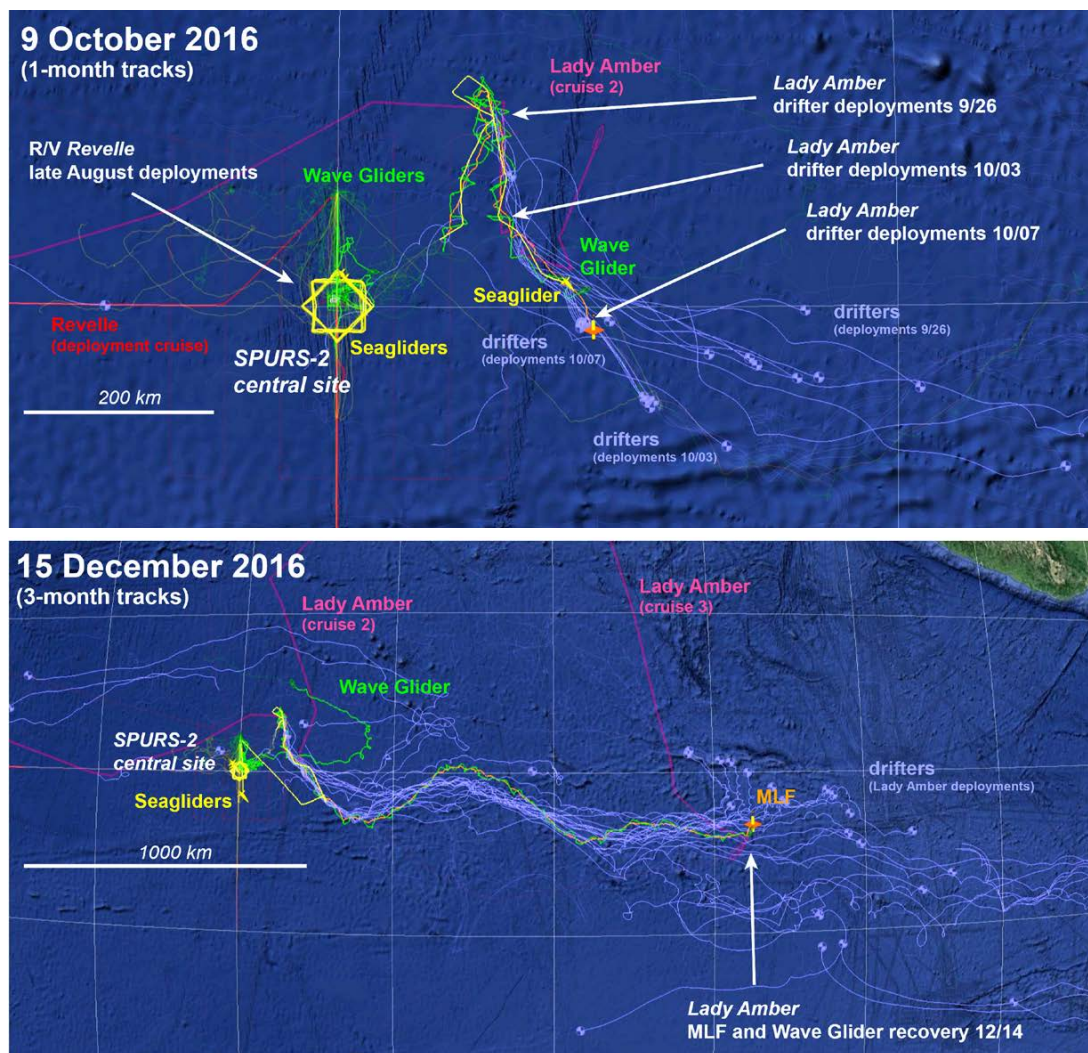 9 October 2016
(1-month tracks)
Lady Amber
(cruise 2)
Lady Amber
drifter deployments 9/26
R/V Revelle
late August deployments
Wave Gliders
Lady Amber
drifter deployments 10/03
Lady Amber
drifter deployments 10/07
Wave
Glider
Seaglider
drifters
(deployments 9/26)
Revelle
(deployment cruise)
Seagliders
drifters
(deployments 10/07)
SPURS-2
central site
200 km
drifters
(deployments 10/03)
15 December 2016
(3-month tracks)
Lady Amber
(cruise 2)
Lady Amber
(cruise 3)
Wave Glider
SPURS-2
central site
Seagliders
drifters
(Lady Amber deployments)
MLF
1000 km
Lady Amber
MLF and Wave Glider recovery 12/14